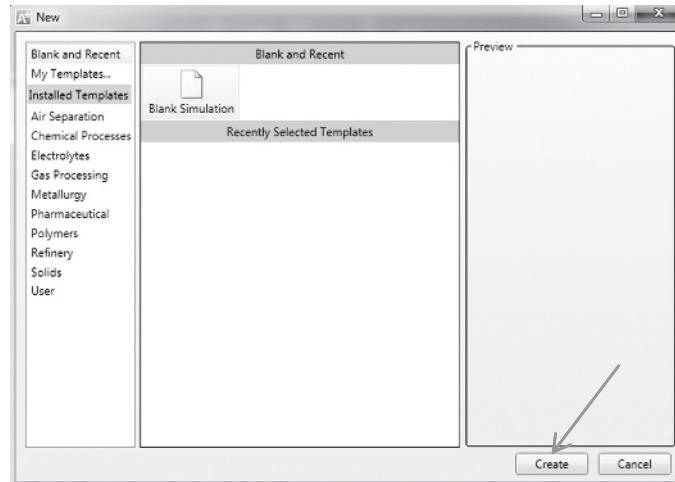 New
Blank and Recent
My Templates...
Installed Templates
Air Separation
Chemical Processes
Electrolytes
Gas Processing
Metallurgy
Pharmaceutical
Polymers
Refinery
Solids
User
Blank and Recent
Blank Simulation
Recently Selected Templates
Preview
Create
Cancel